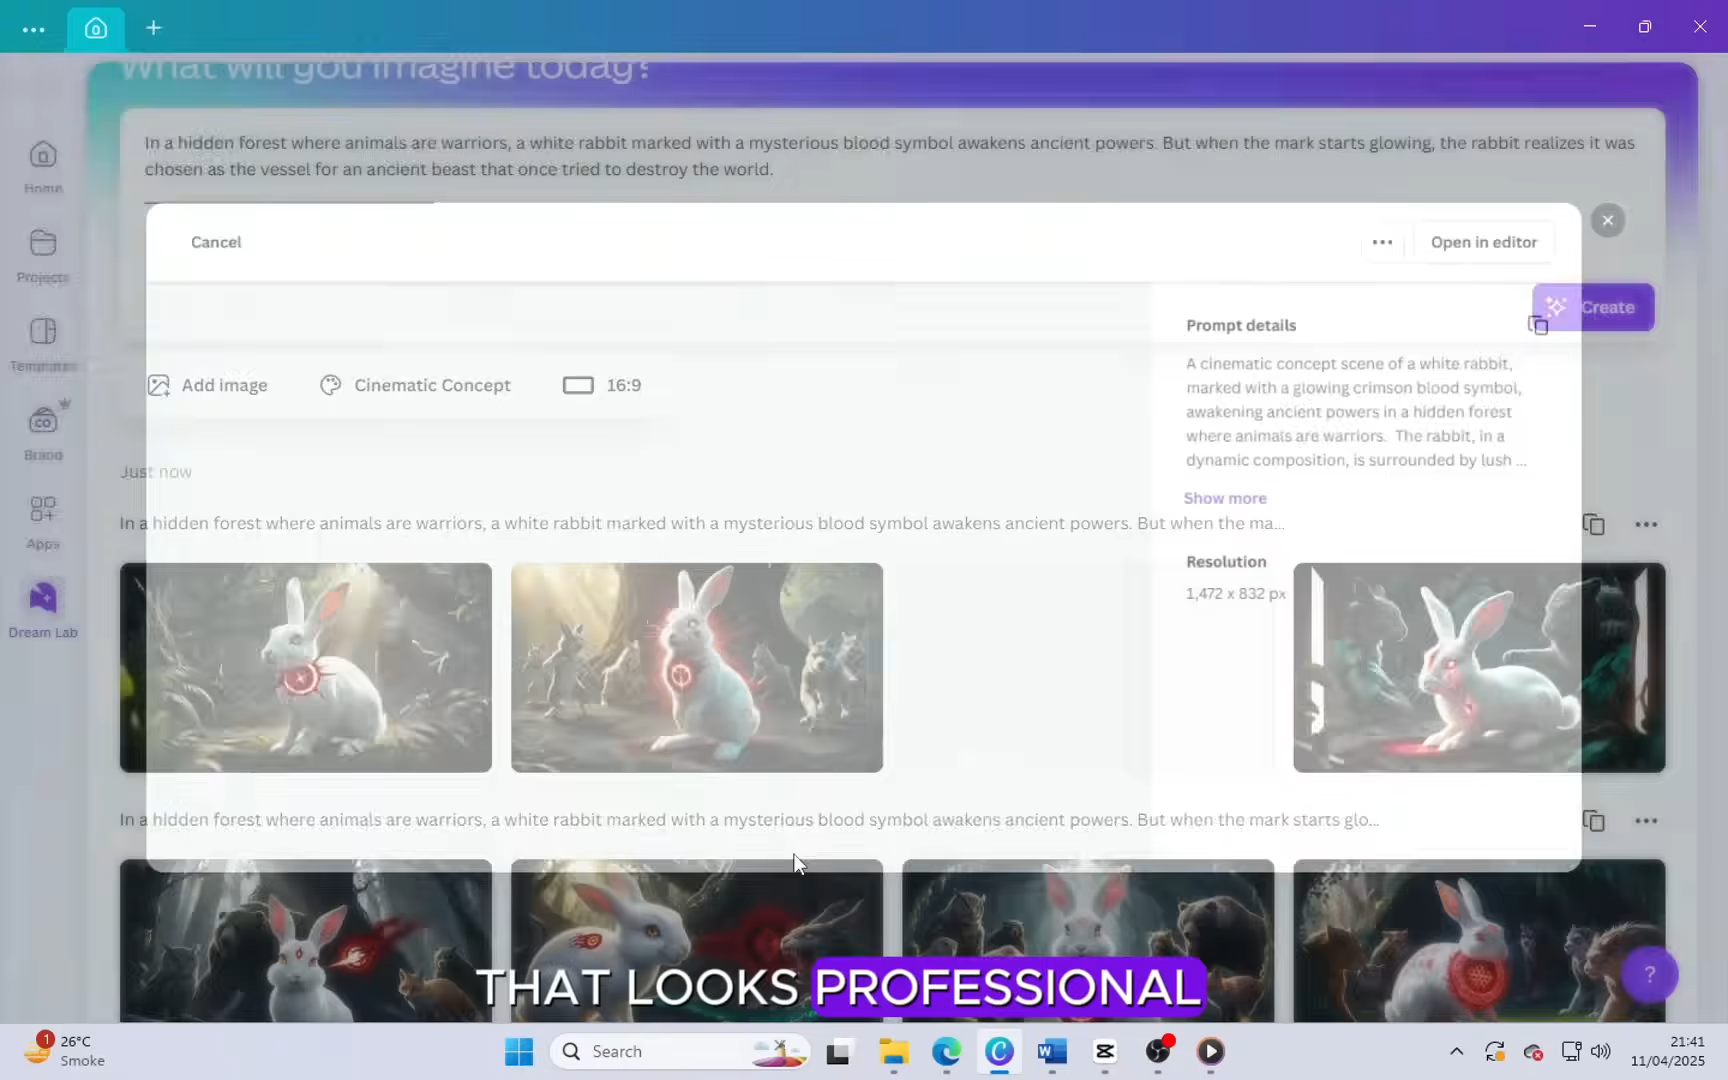 What will you imagine today?
In a hidden forest where animals are warriors, a white rabbit marked with a mysterious blood symbol awakens ancient powers. But when the mark starts glowing, the rabbit realizes it was
chosen as the vessel for an ancient beast that once tried to destroy the world.
Home
Projects
Templates
Brand
Apps
Dream Lab
Cancel
Open in editor
Create
Prompt details
A cinematic concept scene of a white rabbit,
marked with a glowing crimson blood symbol,
awakening ancient powers in a hidden forest
where animals are warriors. The rabbit, in a
dynamic composition, is surrounded by lush ...
Show more
Resolution
1,472 x 832 px
Add image
Cinematic Concept
16:9
Just now
In a hidden forest where animals are warriors, a white rabbit marked with a mysterious blood symbol awakens ancient powers. But when the ma...
In a hidden forest where animals are warriors, a white rabbit marked with a mysterious blood symbol awakens ancient powers. But when the mark starts glo...
THAT LOOKS PROFESSIONAL
?
1
26°C
Smoke
Search
21:41
11/04/2025